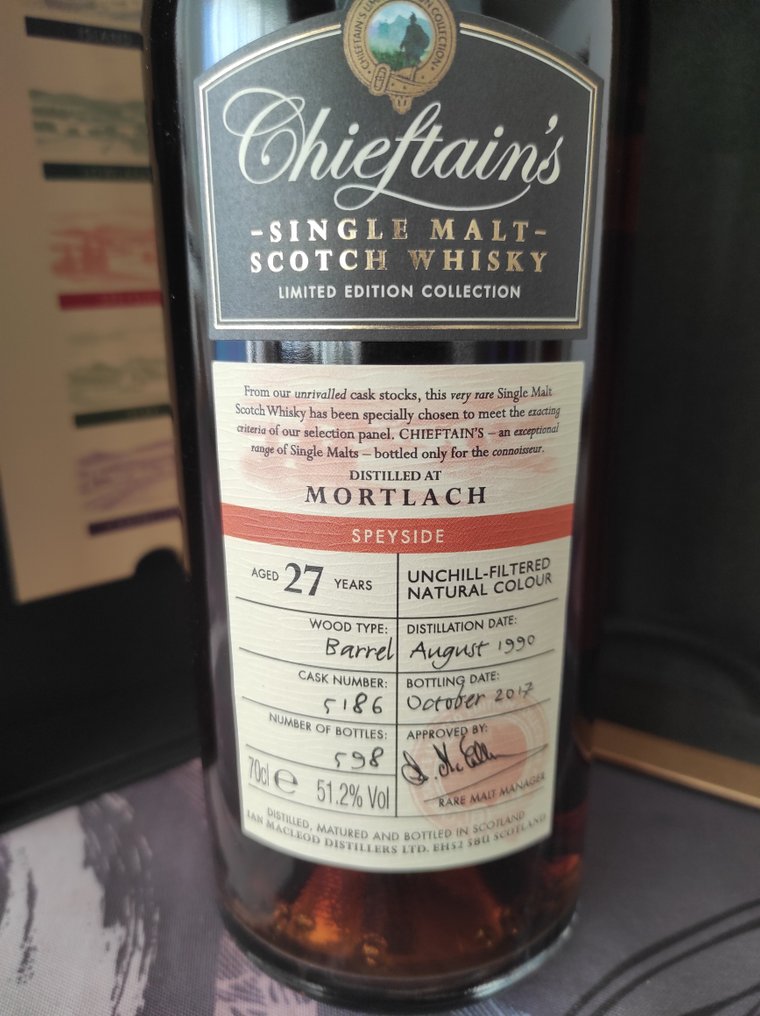 CHIEFTAIN'S
COLLECTION
Chieftain's
-SINGLE MALT-
SCOTCH WHISKY
LIMITED EDITION COLLECTION
From our unrivalled cask stocks, this very rare Single Malt
Scotch Whisky has been specially chosen to meet the exacting
criteria of our selection panel. CHIEFTAIN'S – an exceptional
range of Single Malts – bottled only for the connoisseur.
DISTILLED AT
MORTLACH
SPEYSIDE
AGED 27 YEARS
UNCHILL-FILTERED
NATURAL COLOUR
WOOD TYPE:
Barrel
DISTILLATION DATE:
August 1990
CASK NUMBER:
5186
BOTTLING DATE:
October 2017
NUMBER OF BOTTLES:
598
APPROVED BY:
70cl e 51.2% Vol
RARE MALT MANAGER
DISTILLED, MATURED AND BOTTLED IN SCOTLAND
IAN MACLEOD DISTILLERS LTD. EH52 5BU SCOTLAND